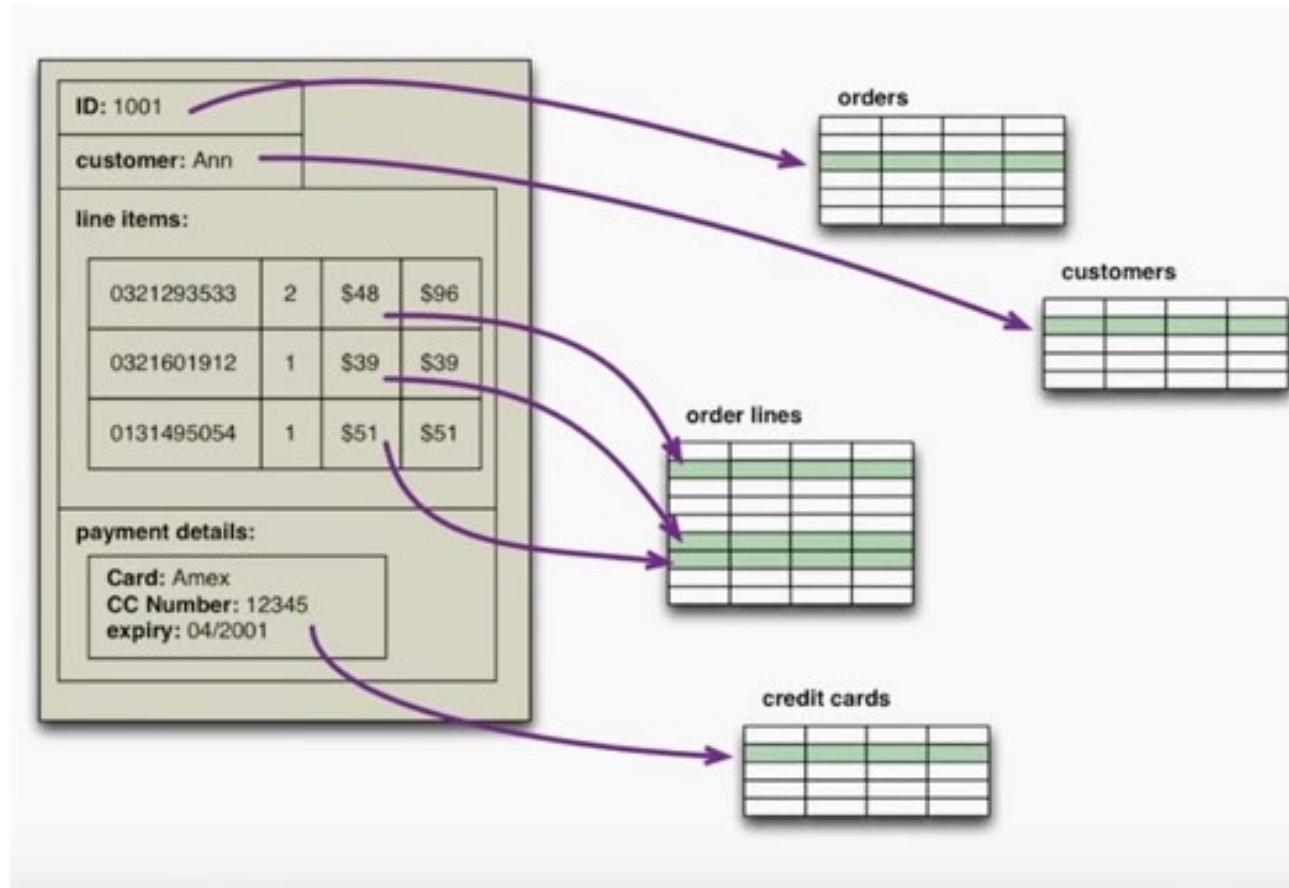 ID: 1001
customer: Ann
line items:
0321293533 2 $48 $96
0321601912 1 $39 $39
0131495054 1 $51 $51
payment details:
Card: Amex
CC Number: 12345
expiry: 04/2001
orders
customers
order lines
credit cards